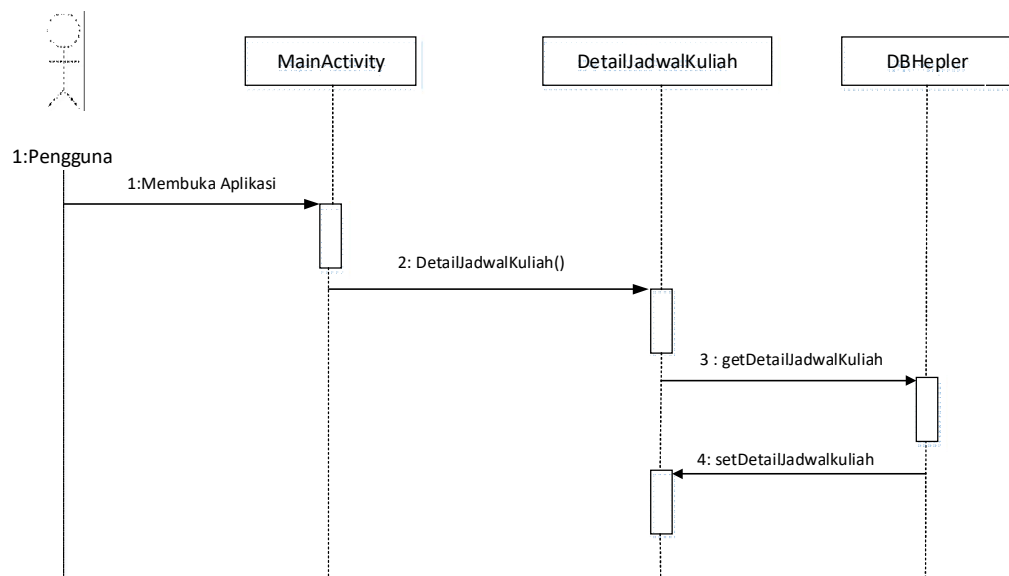 MainActivity
DetailJadwalKuliah
DBHepler
1:Pengguna
1:Membuka Aplikasi
2: DetailJadwalKuliah()
3 : getDetailJadwalKuliah
4: setDetailJadwalkuliah